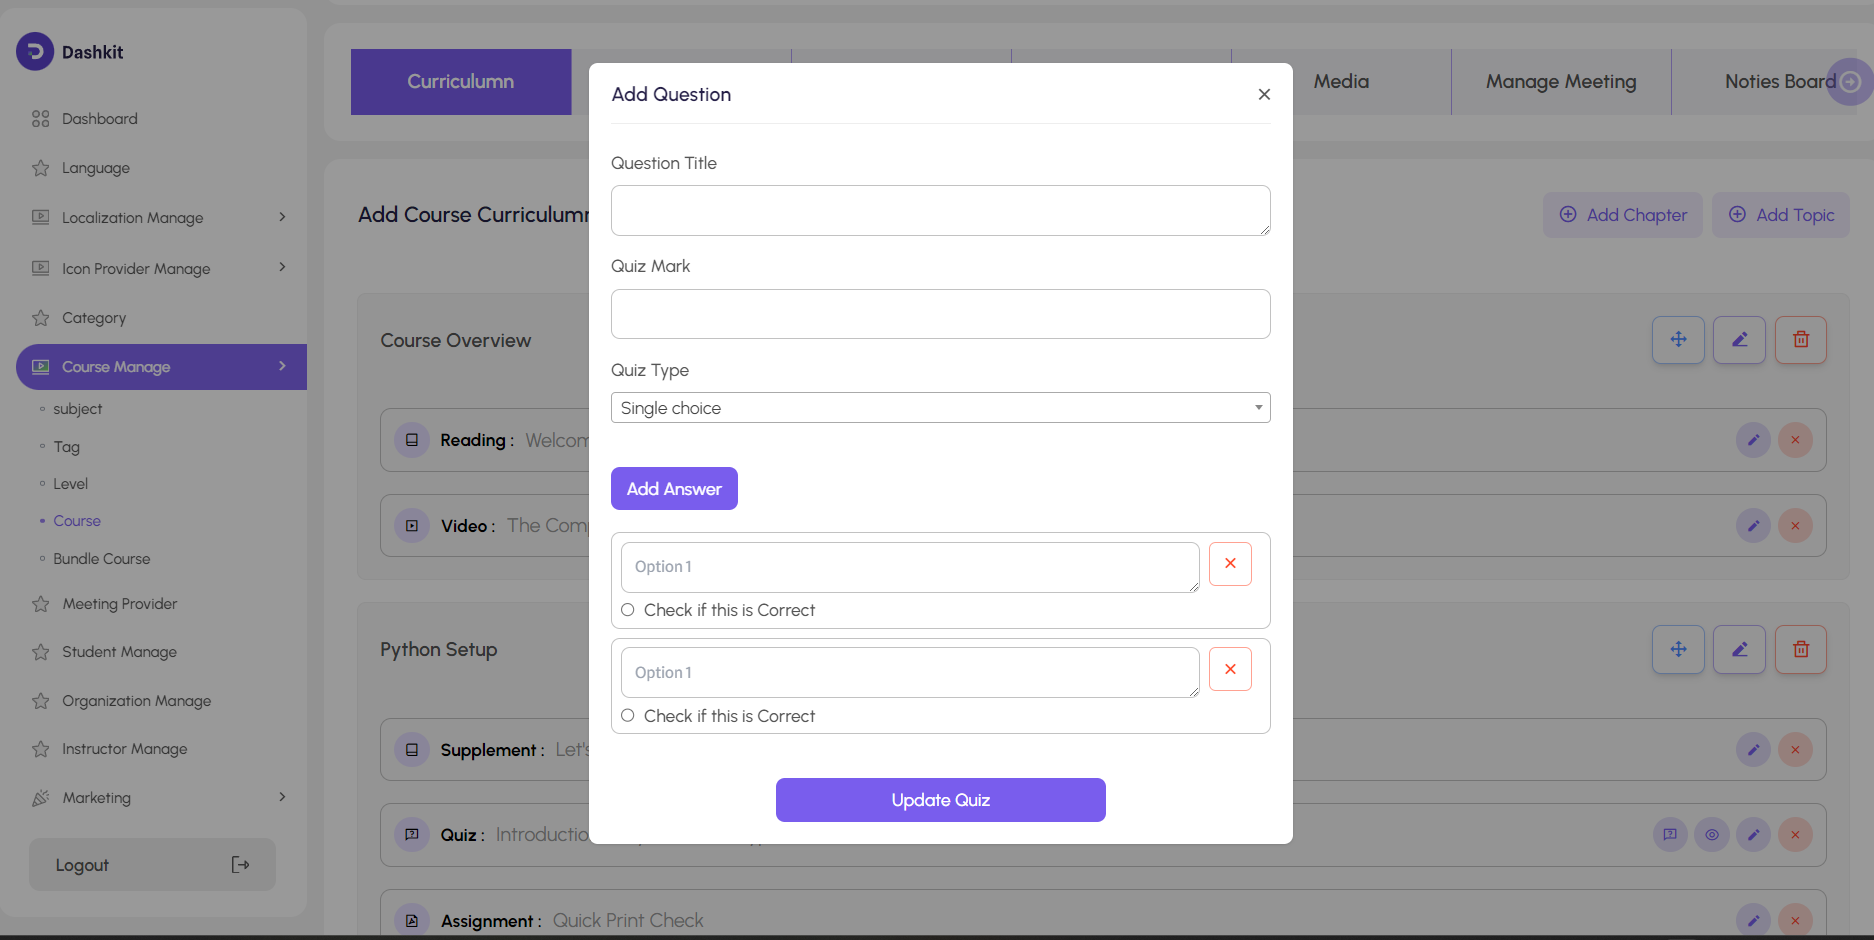 Dashkit
Dashboard
Language
Localization Manage
Icon Provider Manage
Category
Course Manage
subject
Tag
Level
Course
Bundle Course
Meeting Provider
Student Manage
Organization Manage
Instructor Manage
Marketing
Logout
Curriculumn
Media
Manage Meeting
Noties Board
Add Course Curriculumn
Add Chapter
Add Topic
Course Overview
Reading : Welcom
Video : The Com
Python Setup
Supplement : Let's
Quiz : Introductio
Assignment : Quick Print Check
Add Question
Question Title
Quiz Mark
Quiz Type
Single choice
Add Answer
Option 1
Check if this is Correct
Option 1
Check if this is Correct
Update Quiz